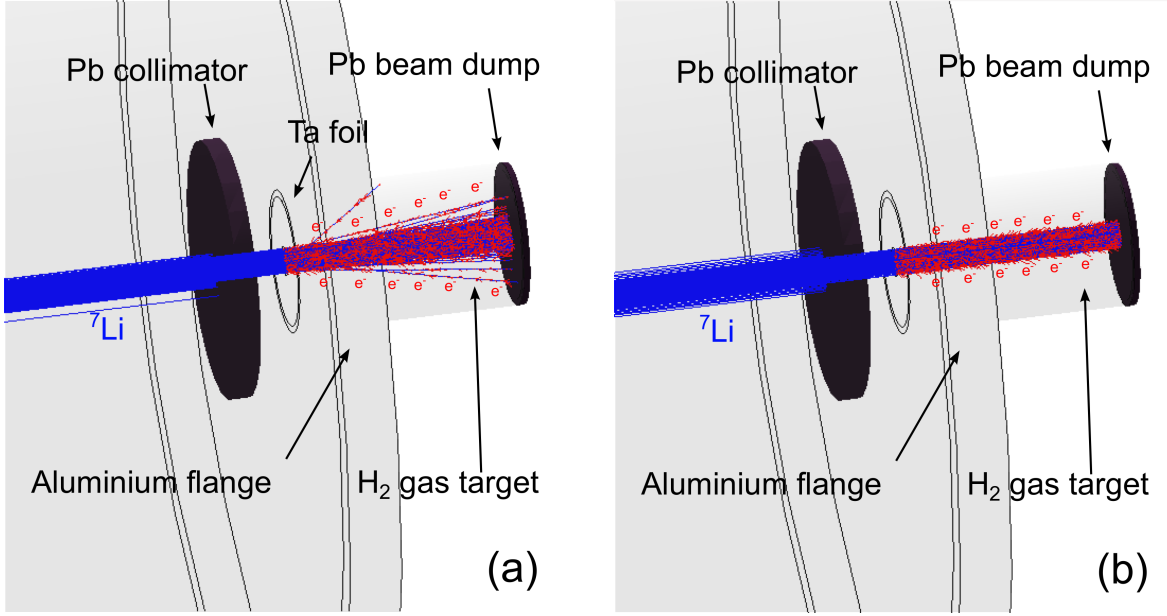 Pb collimator
Pb beam dump
Ta foil
e⁻ e⁻ e⁻ e⁻ e⁻
e⁻ e⁻ e⁻ e⁻ e⁻ e⁻
⁷Li
Aluminium flange
H₂ gas target
(a)
Pb collimator
Pb beam dump
e⁻ e⁻ e⁻ e⁻ e⁻ e⁻
e⁻ e⁻ e⁻ e⁻ e⁻ e⁻
⁷Li
Aluminium flange
H₂ gas target
(b)